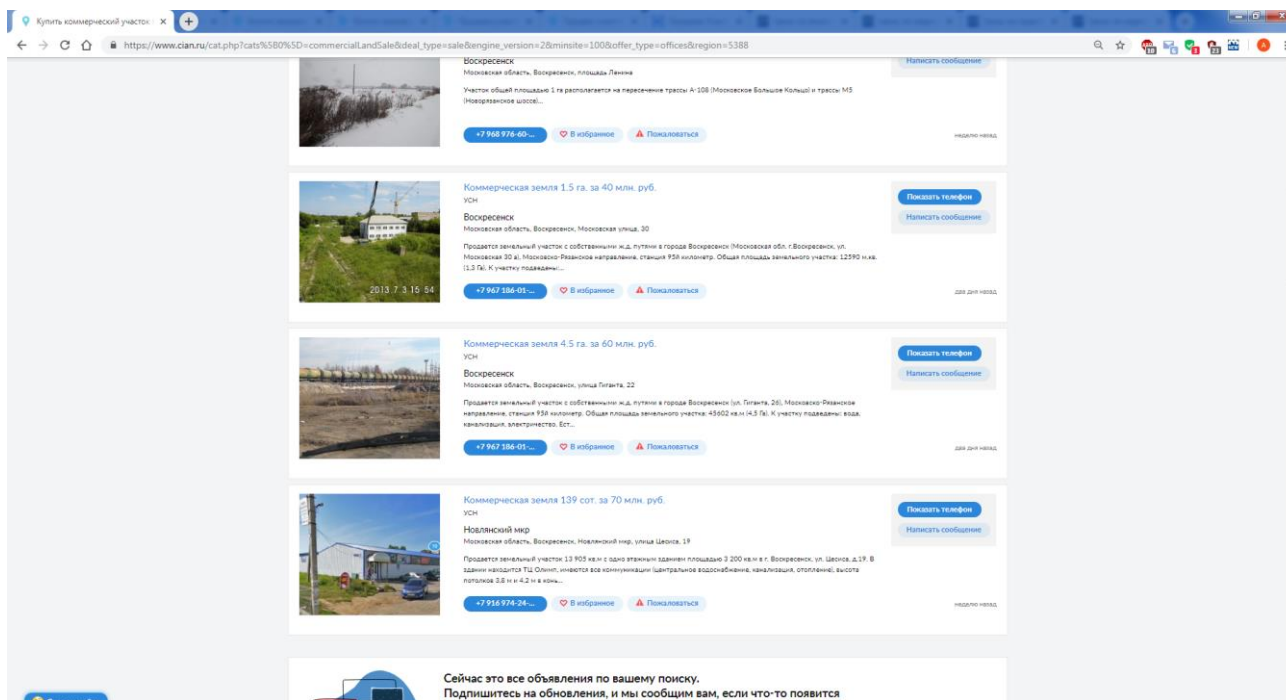 Купить коммерческий участок
https://www.cian.ru/cat.php?cats%5B0%5D=commercialLandSale&deal_type=sale&engine_version=2&minsite=100&offer_type=offices&region=5388
Воскресенск
Написать сообщение
Московская область, Воскресенск, площадь Ленина
Участок общей площадью 1 га располагается на пересечение трассы А-108 (Московское Большое Кольцо) и трассы М5
(Новорязанское шоссе)...
+7 968 976-60-...
В избранное
Пожаловаться
неделю назад
Коммерческая земля 1.5 га. за 40 млн. руб.
УСН
Показать телефон
Воскресенск
Написать сообщение
Московская область, Воскресенск, Московская улица, 30
Продается земельный участок с собственными ж.д. путями в городе Воскресенск (Московская обл. г.Воскресенск, ул.
Московская 30 а), Московско-Рязанское направление, станция 95й километр. Общая площадь земельного участка: 12590 м.кв.
(1,3 Га). К участку подведены:...
2013 7 3 15 54
+7 967 186-01-...
В избранное
Пожаловаться
два дня назад
Коммерческая земля 4.5 га. за 60 млн. руб.
УСН
Показать телефон
Воскресенск
Написать сообщение
Московская область, Воскресенск, улица Гиганта, 22
Продается земельный участок с собственными ж.д. путями в городе Воскресенск (ул. Гиганта, 26), Московско-Рязанское
направление, станция 95й километр. Общая площадь земельного участка: 45602 кв.м (4,5 Га). К участку подведены: вода,
канализация, электричество. Ест...
+7 967 186-01-...
В избранное
Пожаловаться
два дня назад
Коммерческая земля 139 сот. за 70 млн. руб.
УСН
Показать телефон
Новлянский мкр
Написать сообщение
Московская область, Воскресенск, Новлянский мкр, улица Цесиса, 19
Продается земельный участок 13 905 кв.м с одно этажным зданием площадью 3 200 кв.м в г. Воскресенск, ул. Цесиса, д.19. В
здании находится ТЦ Олимп, имеются все коммуникации (центральное водоснабжение, канализация, отопление), высота
потолков 3,8 м и 4,2 м в конь...
+7 916 974-24-...
В избранное
Пожаловаться
неделю назад
Сейчас это все объявления по вашему поиску.
Подпишитесь на обновления, и мы сообщим вам, если что-то появится